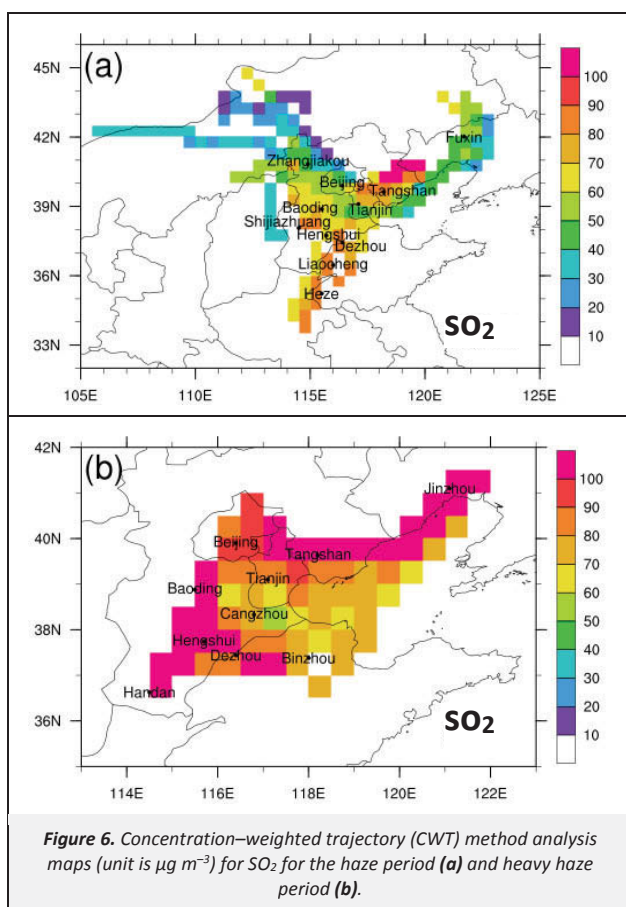 (a)
45N
42N
39N
36N
33N
105E 110E 115E 120E 125E
Fuxin
Zhangjiakou
Beijing
Tangshan
Baoding
Tianjin
Shijiazhuang
Hengshui
Dezhou
Liaocheng
Heze
SO2
100
90
80
70
60
50
40
30
20
10
(b)
42N
40N
38N
36N
114E 116E 118E 120E 122E
Jinzhou
Beijing
Tangshan
Baoding
Tianjin
Cangzhou
Hengshui
Dezhou
Binzhou
Handan
SO2
100
90
80
70
60
50
40
30
20
10
Figure 6. Concentration–weighted trajectory (CWT) method analysis
maps (unit is µg m⁻³) for SO₂ for the haze period (a) and heavy haze
period (b).